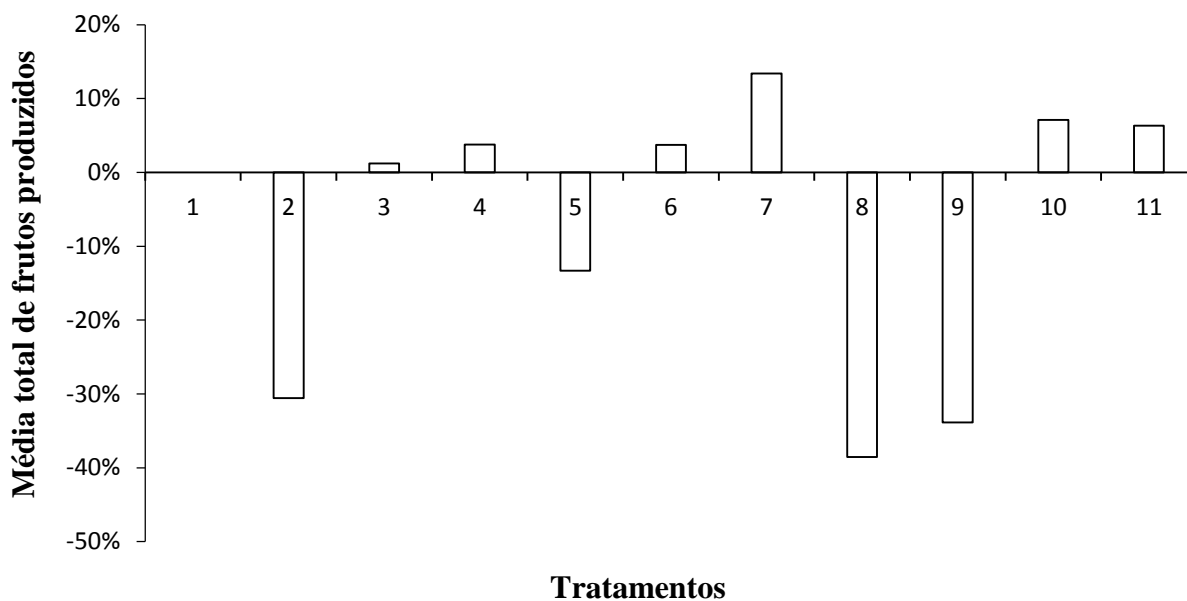 Média total de frutos produzidos
20%
10%
0%
-10%
-20%
-30%
-40%
-50%
1 2 3 4 5 6 7 8 9 10 11
Tratamentos